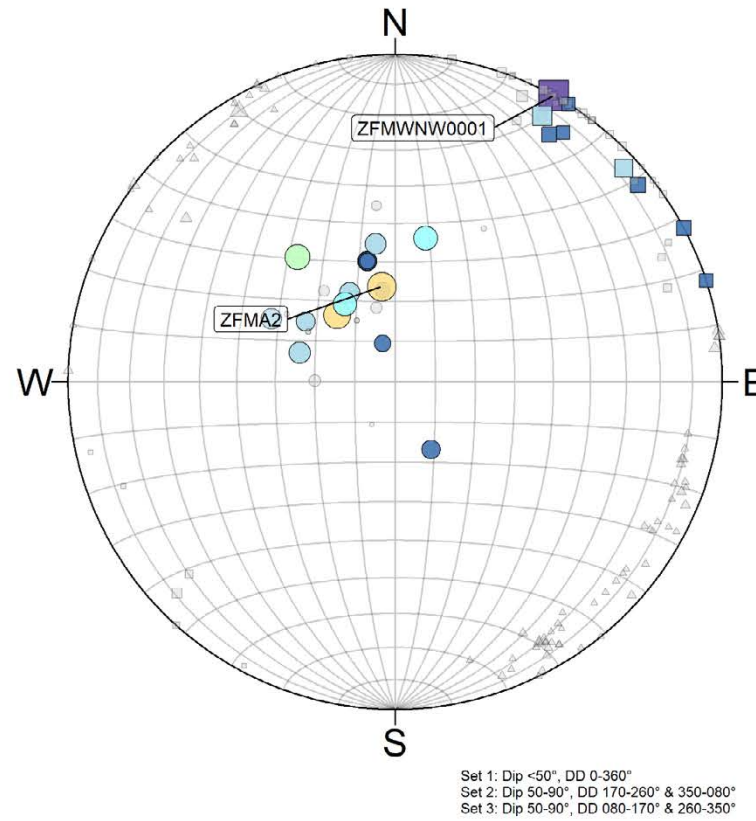 N
ZFMWNW0001
ZFMA2
W
E
S
Set 1: Dip <50°, DD 0-360°
Set 2: Dip 50-90°, DD 170-260° & 350-080°
Set 3: Dip 50-90°, DD 080-170° & 260-350°